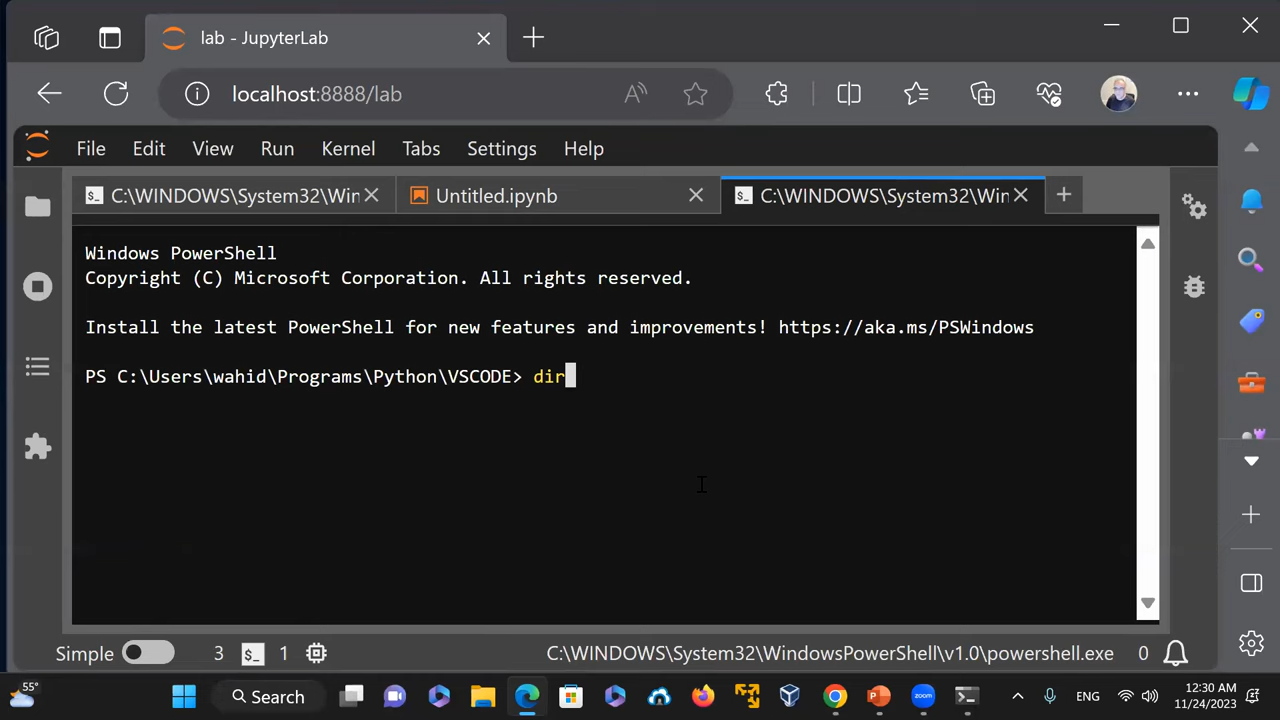 lab - JupyterLab
localhost:8888/lab
File Edit View Run Kernel Tabs Settings Help
C:\WINDOWS\System32\Win Untitled.ipynb C:\WINDOWS\System32\Win
Windows PowerShell
Copyright (C) Microsoft Corporation. All rights reserved.
Install the latest PowerShell for new features and improvements! https://aka.ms/PSWindows
PS C:\Users\wahid\Programs\Python\VSCODE> dir
Simple 3 $_ 1 C:\WINDOWS\System32\WindowsPowerShell\v1.0\powershell.exe 0
55° Search zoom ENG 12:30 AM
11/24/2023